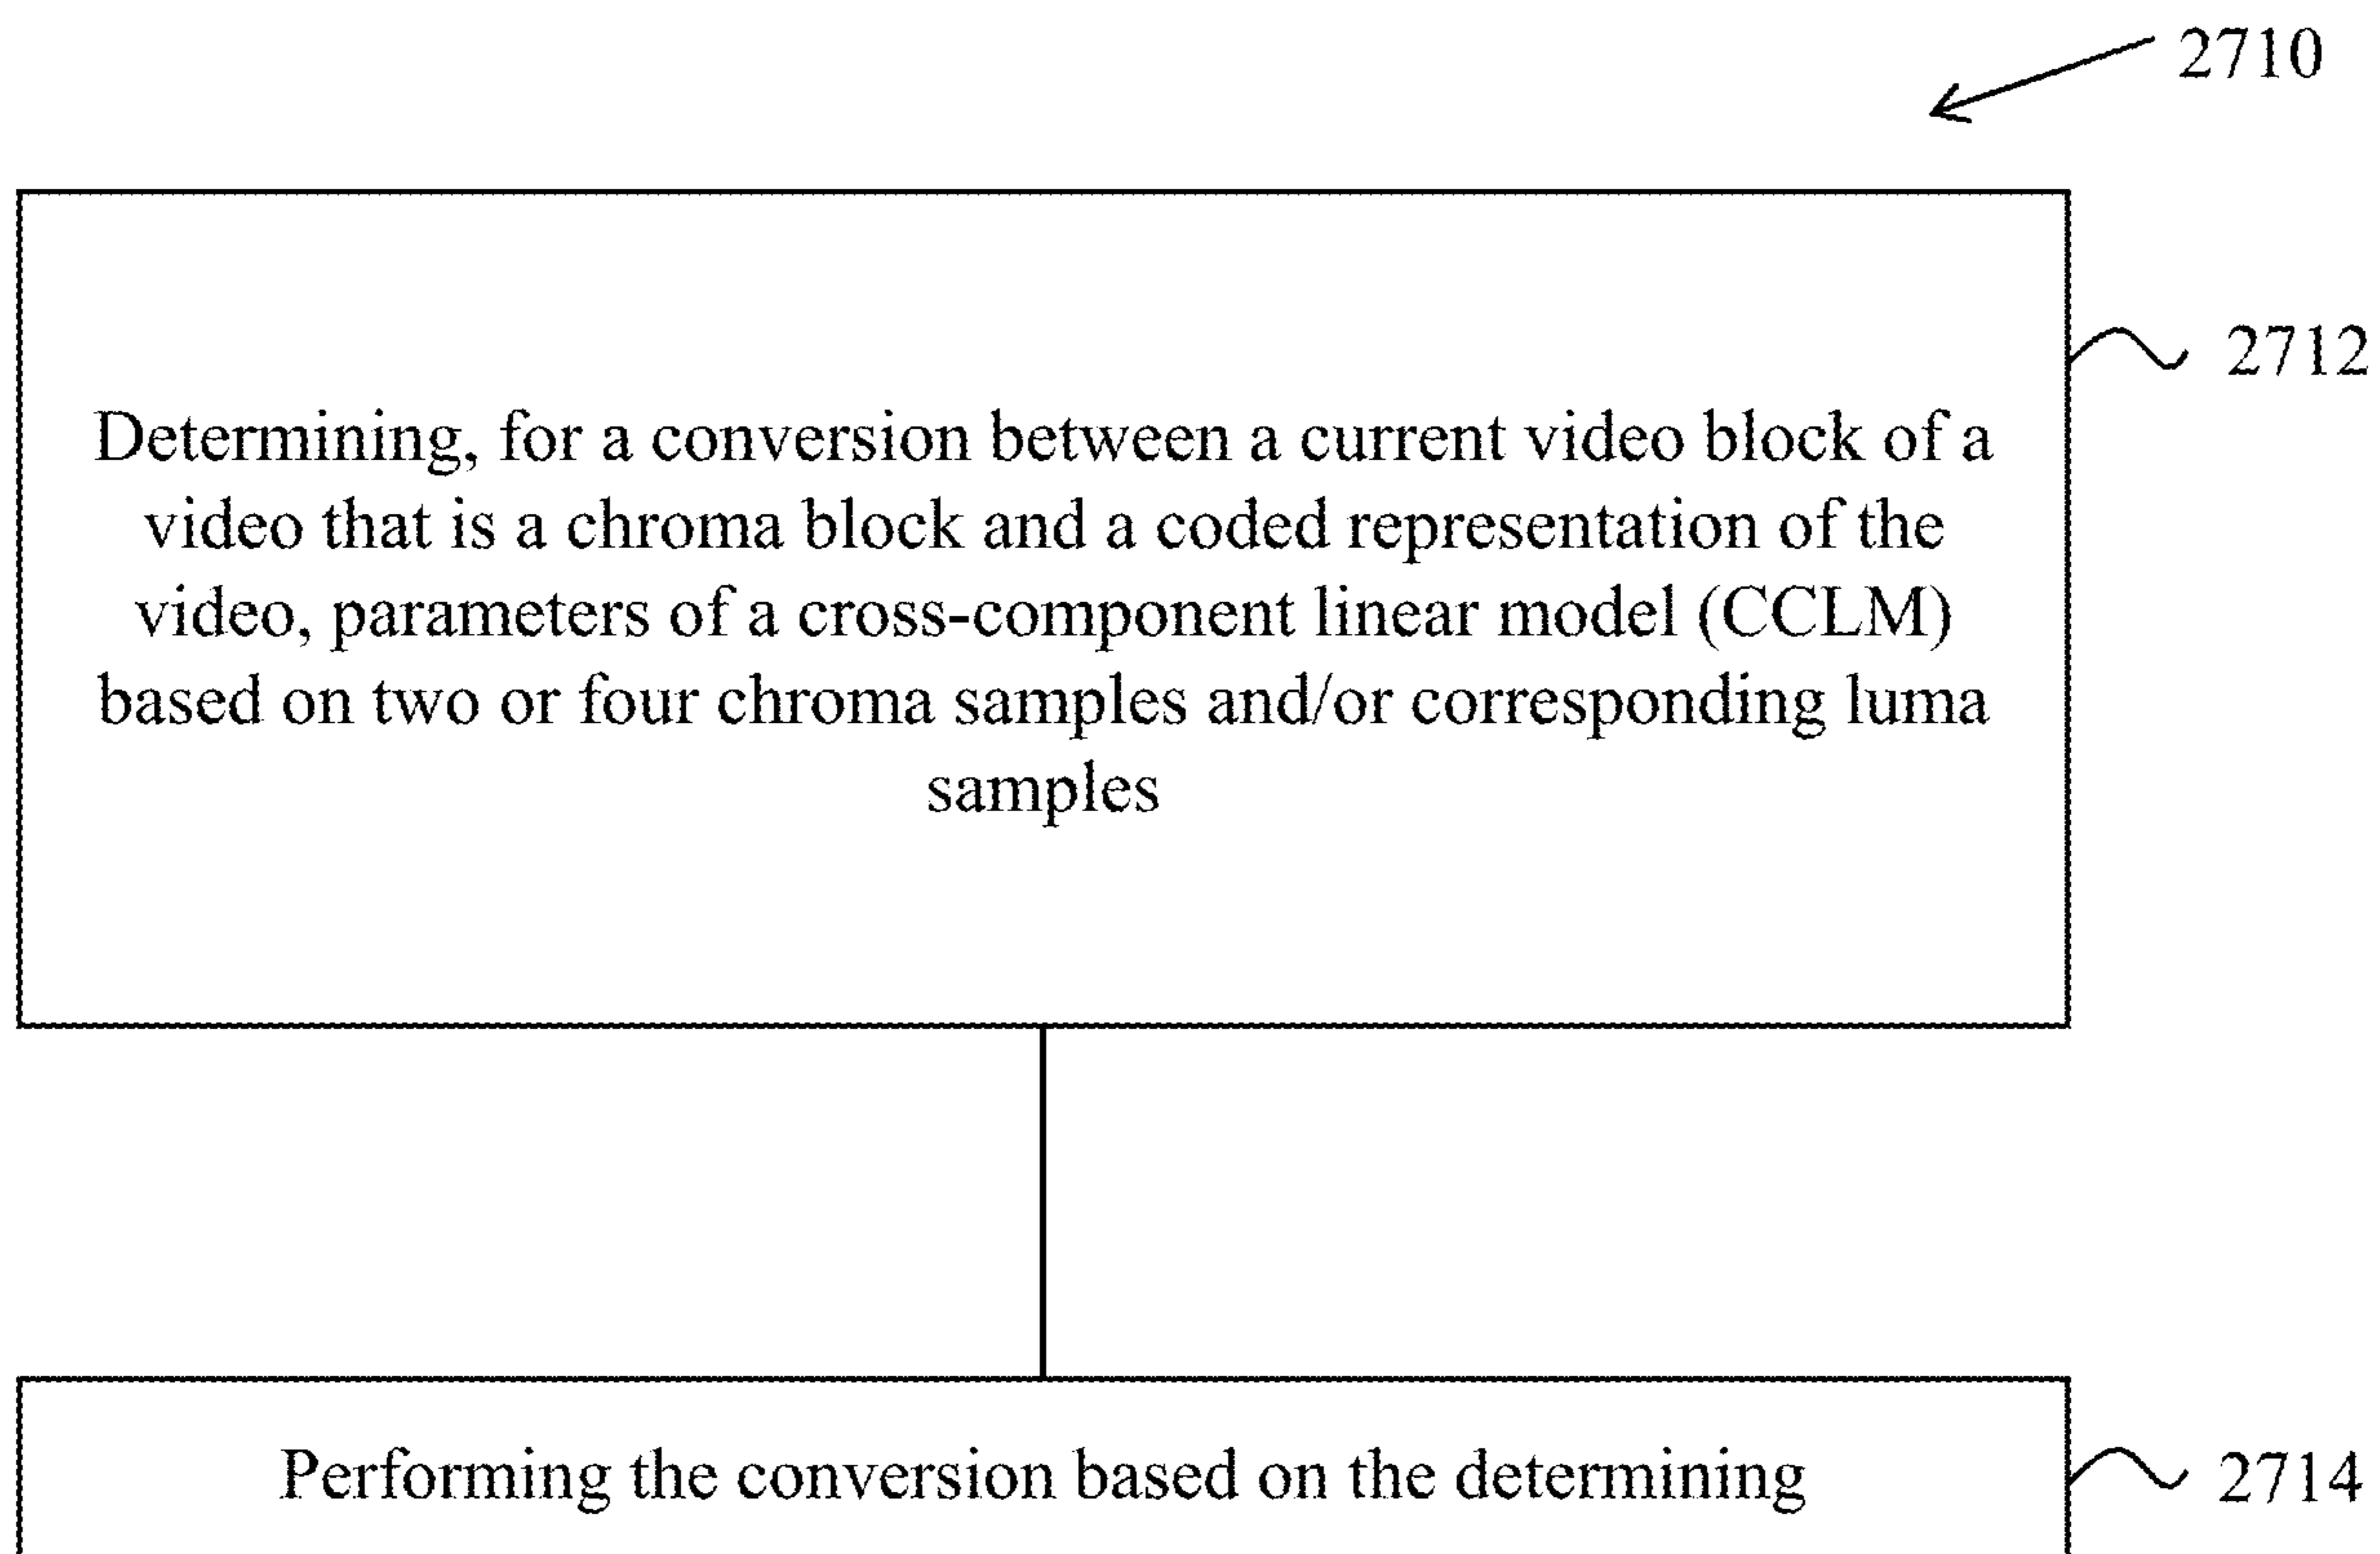 2710
2712
Determining, for a conversion between a current video block of a
video that is a chroma block and a coded representation of the
video, parameters of a cross-component linear model (CCLM)
based on two or four chroma samples and/or corresponding luma
samples
Performing the conversion based on the determining
2714